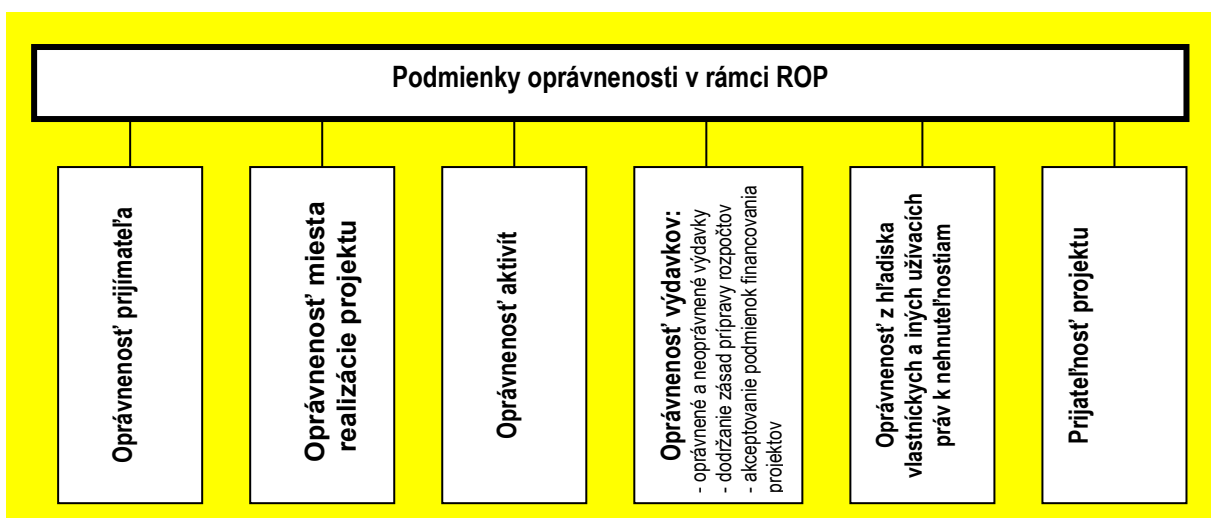 Podmienky oprávnenosti v rámci ROP
Oprávnenosť prijímateľa
Oprávnenosť miesta
realizácie projektu
Oprávnenosť aktivít
Oprávnenosť výdavkov:
- oprávnené a neoprávnené výdavky
- dodržanie zásad prípravy rozpočtov
- akceptovanie podmienok financovania
projektov
Oprávnenosť z hľadiska
vlastníckych a iných užívacích
práv k nehnuteľnostiam
Prijateľnosť projektu